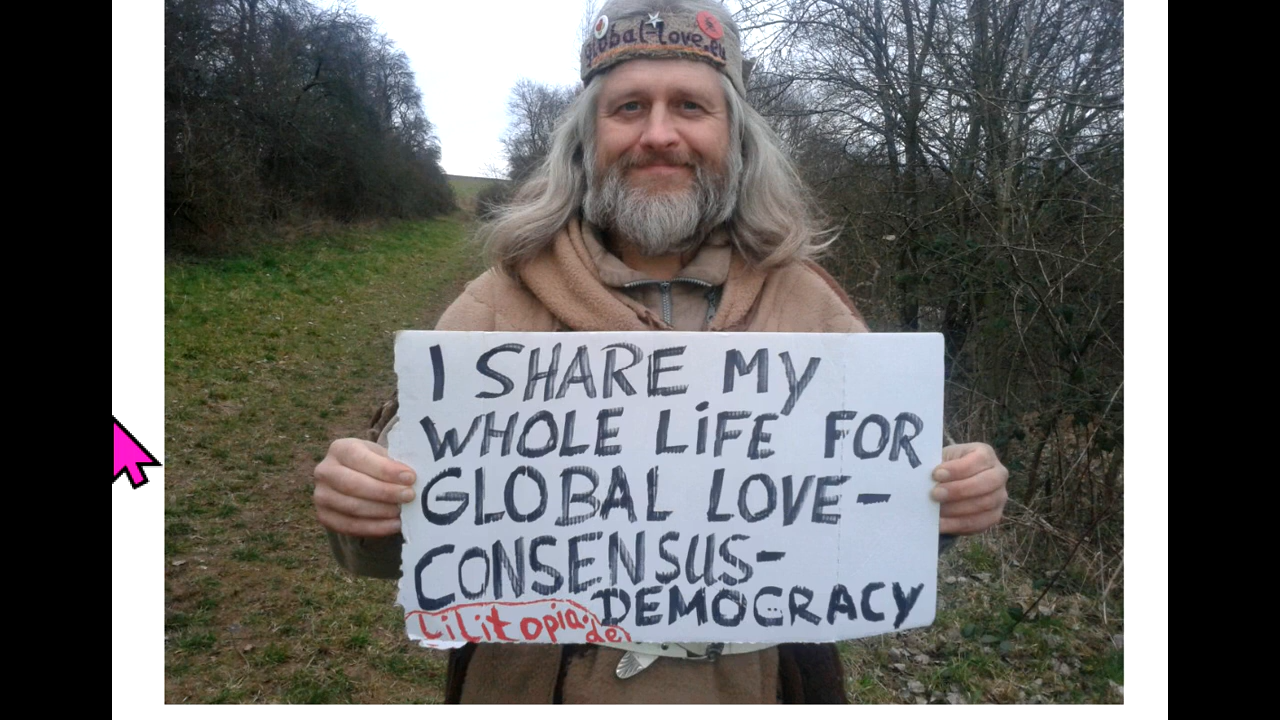 global-love.eu
I SHARE MY
WHOLE LiFE FOR
GLOBAL LOVE-
CONSENSUS-
DEMOCRACY
Lilitopia.de